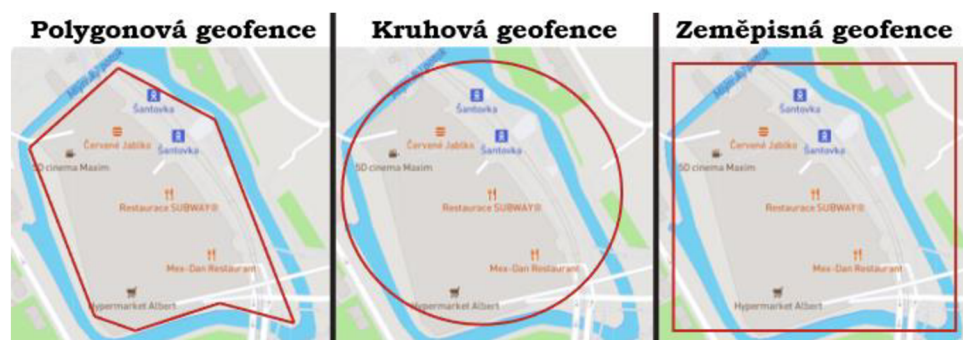 Polygonová geofence
Kruhová geofence
Zeměpisná geofence
Šantovka
Červené Jablko
Šantovka
5D cinema Maxim
Restaurace SUBWAY®
Mex-Dan Restaurant
Hypermarket Albert
Šantovka
Červené Jablko
Šantovka
5D cinema Maxim
Restaurace SUBWAY®
Mex-Dan Restaurant
Hypermarket Albert
Šantovka
Červené Jablko
Šantovka
5D cinema Maxim
Restaurace SUBWAY®
Mex-Dan Restaurant
Hypermarket Albert